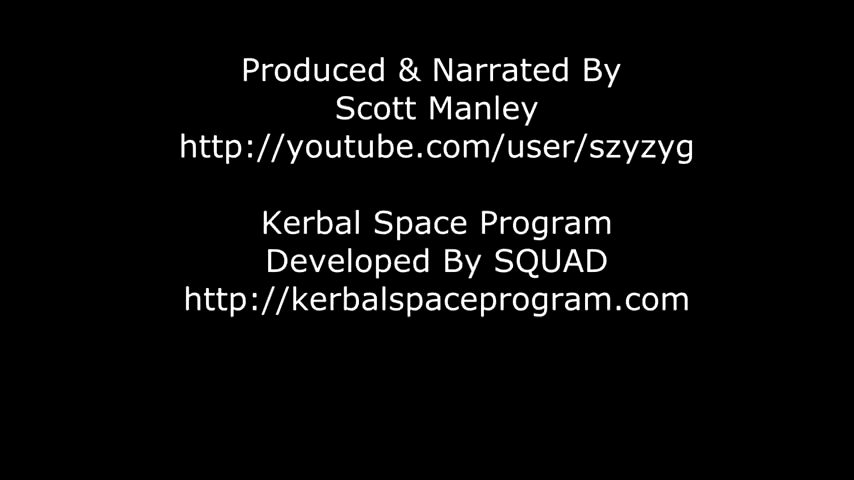 Produced & Narrated By
Scott Manley
http://youtube.com/user/szyzyg
Kerbal Space Program
Developed By SQUAD
http://kerbalspaceprogram.com